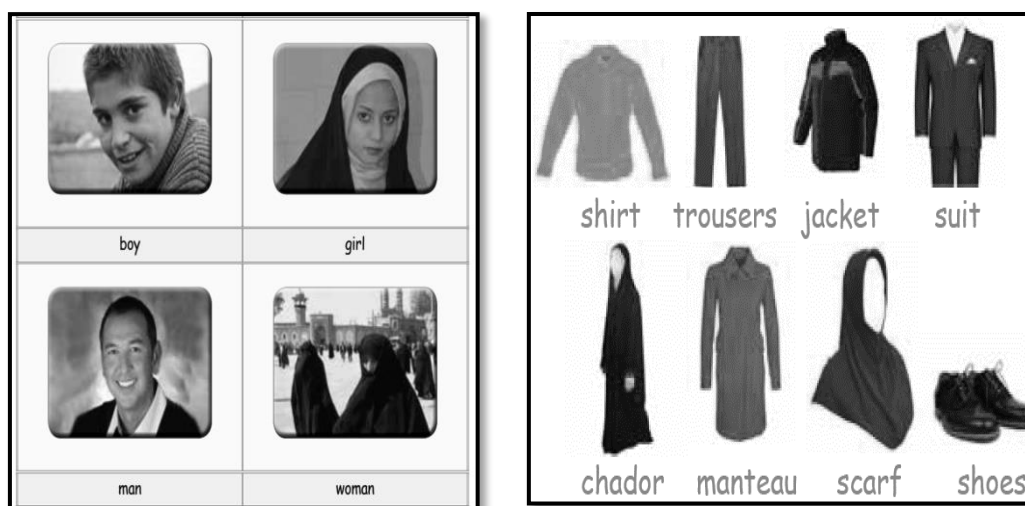 boy girl
man woman
shirt trousers jacket suit
chador manteau scarf shoes